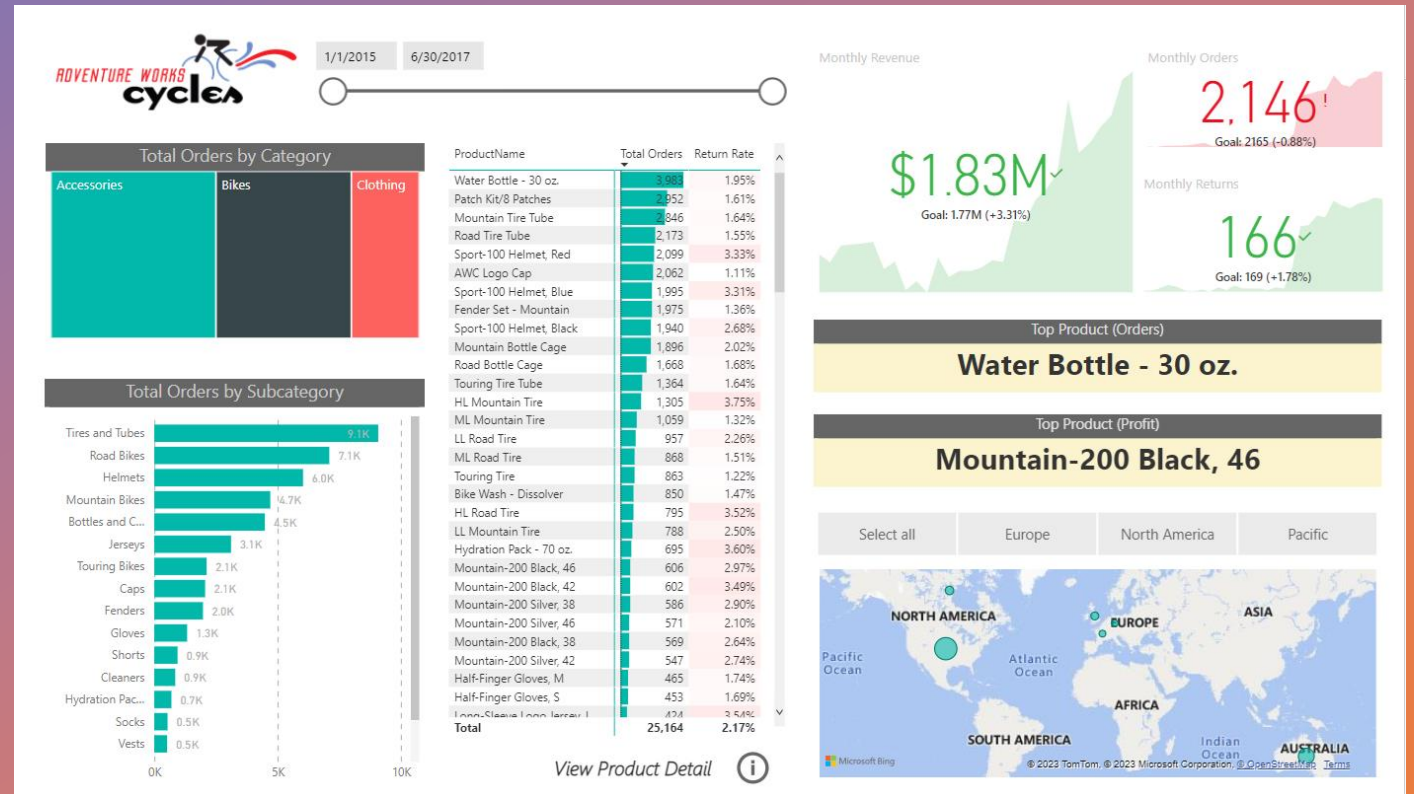 ADVENTURE WORKS
cycles
1/1/2015 6/30/2017
Total Orders by Category
Accessories Bikes Clothing
Total Orders by Subcategory
Tires and Tubes 9.1K
Road Bikes 7.1K
Helmets 6.0K
Mountain Bikes 4.7K
Bottles and C... 4.5K
Jerseys 3.1K
Touring Bikes 2.1K
Caps 2.1K
Fenders 2.0K
Gloves 1.3K
Shorts 0.9K
Cleaners 0.9K
Hydration Pac... 0.7K
Socks 0.5K
Vests 0.5K
0K 5K 10K
ProductName Total Orders Return Rate
Water Bottle - 30 oz. 3,983 1.95%
Patch Kit/8 Patches 2,952 1.61%
Mountain Tire Tube 2,846 1.64%
Road Tire Tube 2,173 1.55%
Sport-100 Helmet, Red 2,099 3.33%
AWC Logo Cap 2,062 1.11%
Sport-100 Helmet, Blue 1,995 3.31%
Fender Set - Mountain 1,975 1.36%
Sport-100 Helmet, Black 1,940 2.68%
Mountain Bottle Cage 1,896 2.02%
Road Bottle Cage 1,668 1.68%
Touring Tire Tube 1,364 1.64%
HL Mountain Tire 1,305 3.75%
ML Mountain Tire 1,059 1.32%
LL Road Tire 957 2.26%
ML Road Tire 868 1.51%
Touring Tire 863 1.22%
Bike Wash - Dissolver 850 1.47%
HL Road Tire 795 3.52%
LL Mountain Tire 788 2.50%
Hydration Pack - 70 oz. 695 3.60%
Mountain-200 Black, 46 606 2.97%
Mountain-200 Black, 42 602 3.49%
Mountain-200 Silver, 38 586 2.90%
Mountain-200 Silver, 46 571 2.10%
Mountain-200 Black, 38 569 2.64%
Mountain-200 Silver, 42 547 2.74%
Half-Finger Gloves, M 465 1.74%
Half-Finger Gloves, S 453 1.69%
Long-Sleeve Logo Jersey, L 424 3.54%
Total 25,164 2.17%
View Product Detail
Monthly Revenue
$1.83M
Goal: 1.77M (+3.31%)
Monthly Orders
2,146!
Goal: 2165 (-0.88%)
Monthly Returns
166
Goal: 169 (+1.78%)
Top Product (Orders)
Water Bottle - 30 oz.
Top Product (Profit)
Mountain-200 Black, 46
Select all Europe North America Pacific
NORTH AMERICA
EUROPE
ASIA
Pacific
Ocean
Atlantic
Ocean
AFRICA
SOUTH AMERICA
Indian
Ocean
AUSTRALIA
Microsoft Bing
© 2023 TomTom, © 2023 Microsoft Corporation, © OpenStreetMap Terms